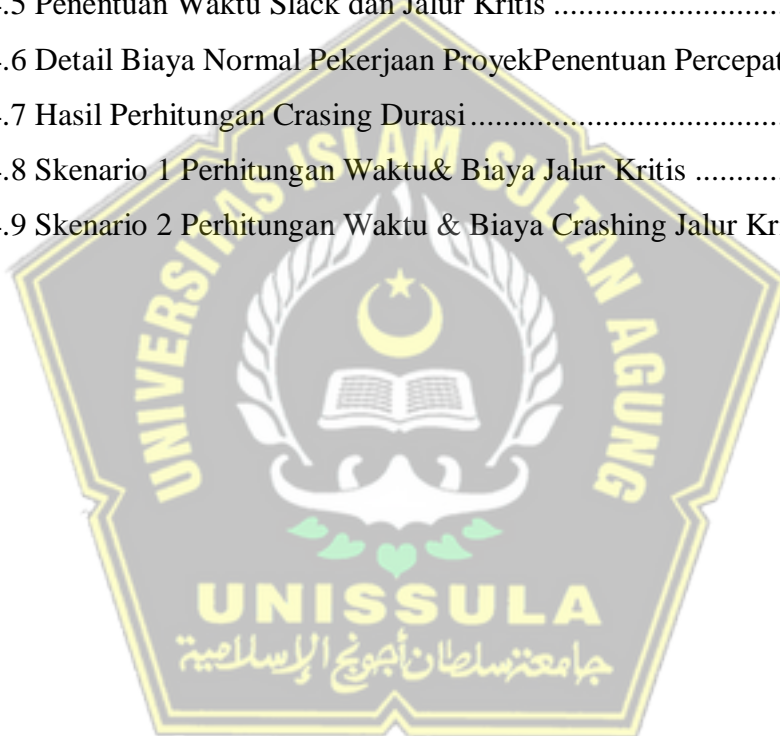 .5 Penentuan Waktu Slack dan Jalur Kritis ......................
.6 Detail Biaya Normal Pekerjaan ProyekPenentuan Percepat
.7 Hasil Perhitungan Crasing Durasi ................................
.8 Skenario 1 Perhitungan Waktu& Biaya Jalur Kritis ...........
.9 Skenario 2 Perhitungan Waktu & Biaya Crashing Jalur Kr
UNIVERSITAS ISLAM SULTAN AGUNG
UNISSULA
جامعتنسلطان أجونج الإسلامية